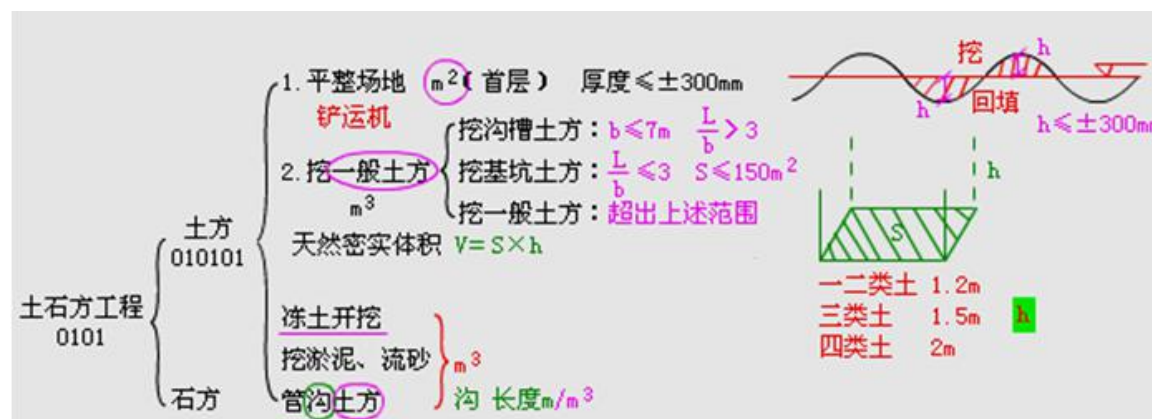 1.平整场地 m²(首层) 厚度≤±300mm
铲运机
挖沟槽土方：b≤7m L/b＞3
2.挖一般土方
挖基坑土方：L/b≤3 S≤150m²
m³
挖一般土方：超出上述范围
天然密实体积 V=S×h
土方
010101
土石方工程
0101
冻土开挖
挖淤泥、流砂
m³
石方
管沟土方
沟 长度m/m³
挖
h
h
回填
h≤±300mm
h
S
一二类土 1.2m
三类土 1.5m
h
四类土 2m